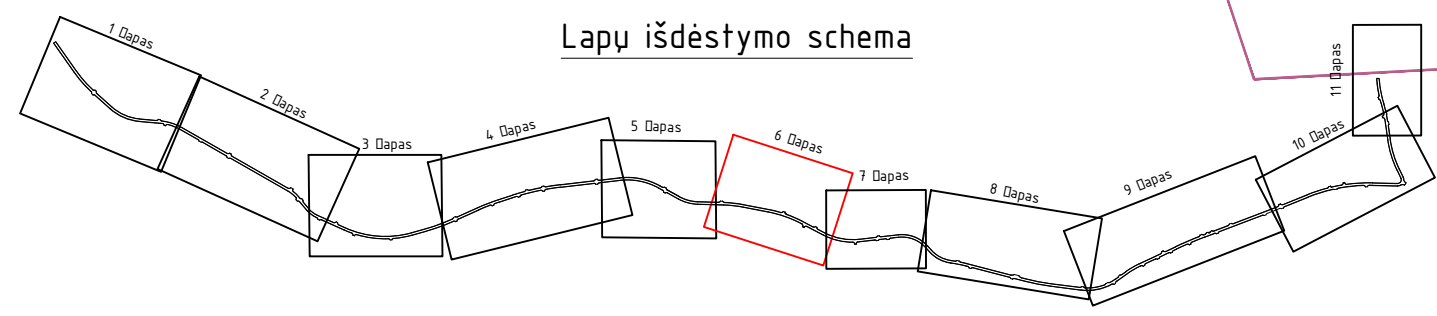 Lapų išdėstymo schema
1 □apas
2 □apas
3 □apas
4 □apas
5 □apas
6 □apas
7 □apas
8 □apas
9 □apas
10 □apas
11 □apas